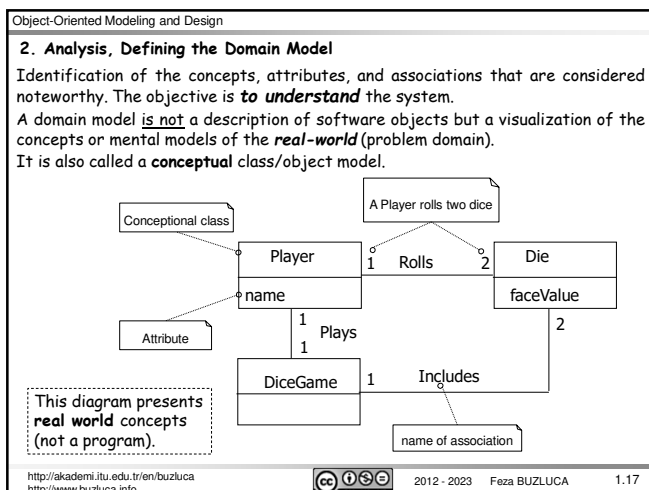 Object-Oriented Modeling and Design
2. Analysis, Defining the Domain Model
Identification of the concepts, attributes, and associations that are considered
noteworthy. The objective is to understand the system.
A domain model is not a description of software objects but a visualization of the
concepts or mental models of the real-world (problem domain).
It is also called a conceptual class/object model.
A Player rolls two dice
Conceptional class
Player
1 Rolls 2
Die
name
faceValue
Attribute
1
Plays
1
2
DiceGame
1 Includes
This diagram presents
real world concepts
(not a program).
name of association
http://akademi.itu.edu.tr/en/buzluca
http://www.buzluca.info
cc
2012 - 2023 Feza BUZLUCA 1.17